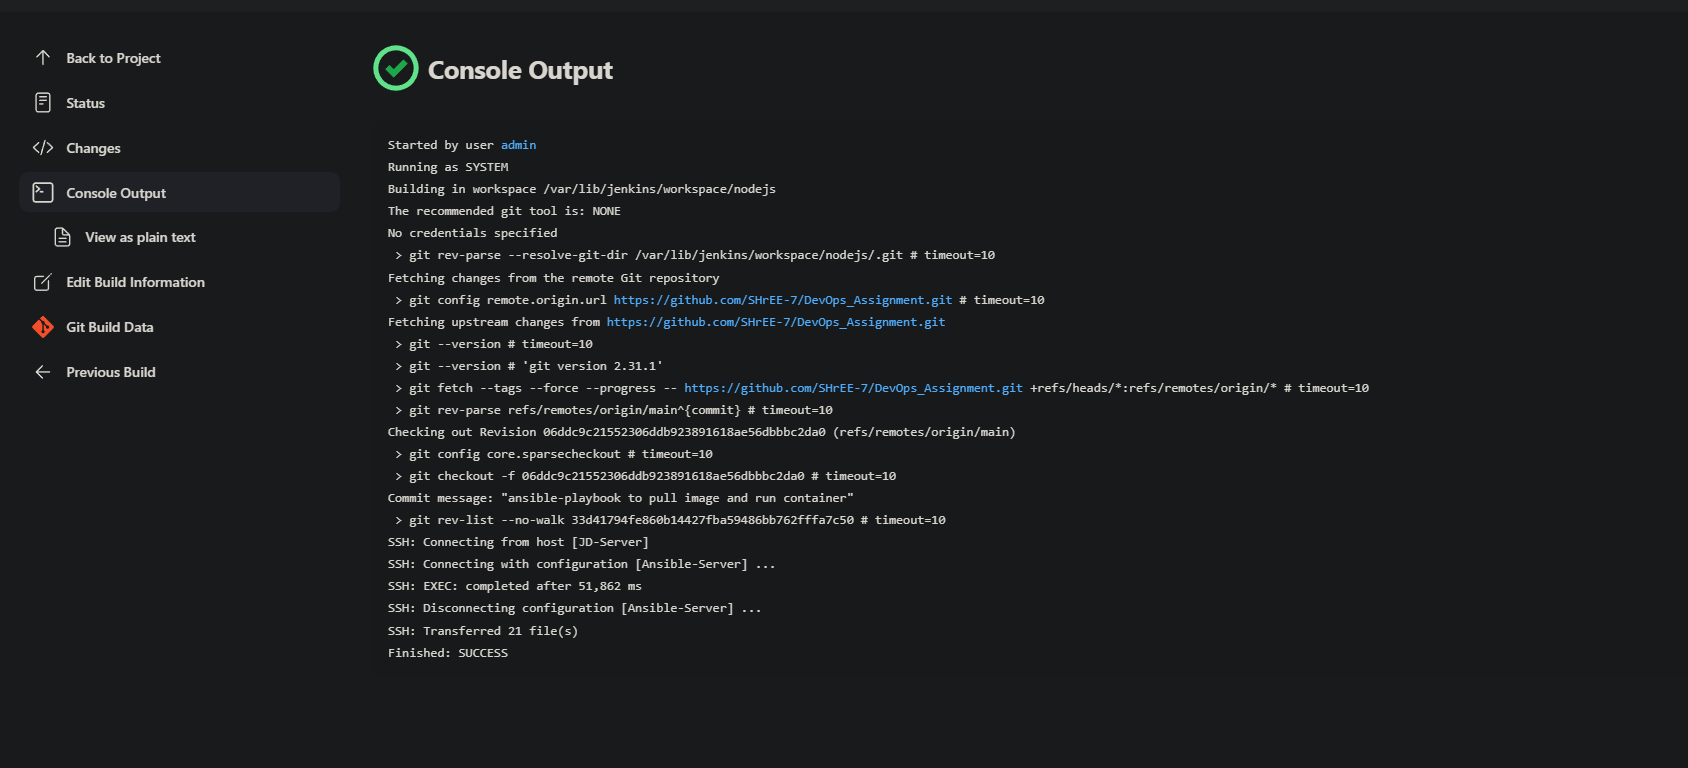 Back to Project
Status
Changes
Console Output
View as plain text
Edit Build Information
Git Build Data
Previous Build
Console Output
Started by user admin
Running as SYSTEM
Building in workspace /var/lib/jenkins/workspace/nodejs
The recommended git tool is: NONE
No credentials specified
> git rev-parse --resolve-git-dir /var/lib/jenkins/workspace/nodejs/.git # timeout=10
Fetching changes from the remote Git repository
> git config remote.origin.url https://github.com/SHrEE-7/DevOps_Assignment.git # timeout=10
Fetching upstream changes from https://github.com/SHrEE-7/DevOps_Assignment.git
> git --version # timeout=10
> git --version # 'git version 2.31.1'
> git fetch --tags --force --progress -- https://github.com/SHrEE-7/DevOps_Assignment.git +refs/heads/*:refs/remotes/origin/* # timeout=10
> git rev-parse refs/remotes/origin/main^{commit} # timeout=10
Checking out Revision 06ddc9c21552306ddb923891618ae56dbbbc2da0 (refs/remotes/origin/main)
> git config core.sparsecheckout # timeout=10
> git checkout -f 06ddc9c21552306ddb923891618ae56dbbbc2da0 # timeout=10
Commit message: "ansible-playbook to pull image and run container"
> git rev-list --no-walk 33d41794fe860b14427fba59486bb762fffa7c50 # timeout=10
SSH: Connecting from host [JD-Server]
SSH: Connecting with configuration [Ansible-Server] ...
SSH: EXEC: completed after 51,862 ms
SSH: Disconnecting configuration [Ansible-Server] ...
SSH: Transferred 21 file(s)
Finished: SUCCESS